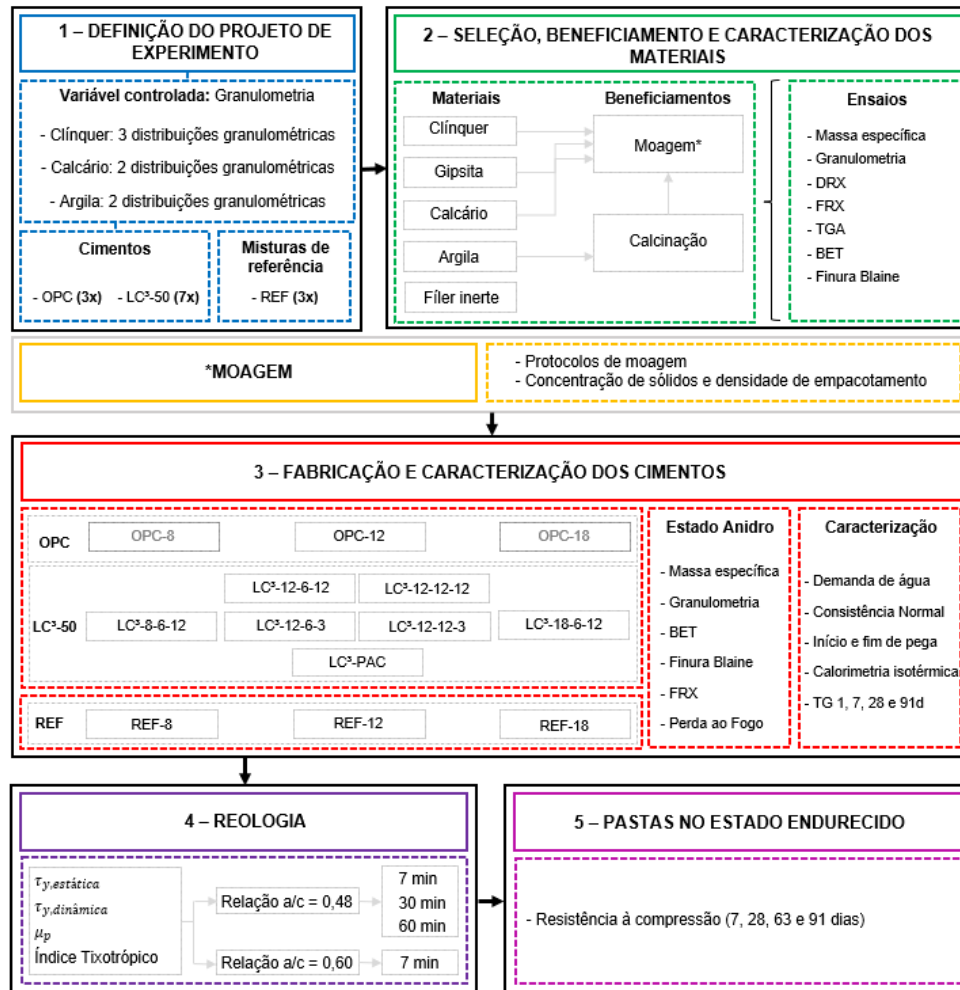 1 – DEFINIÇÃO DO PROJETO DE
EXPERIMENTO
Variável controlada: Granulometria
- Clínquer: 3 distribuições granulométricas
- Calcário: 2 distribuições granulométricas
- Argila: 2 distribuições granulométricas
Cimentos
- OPC (3x) - LC³-50 (7x)
Misturas de
referência
- REF (3x)
2 – SELEÇÃO, BENEFICIAMENTO E CARACTERIZAÇÃO DOS
MATERIAIS
Materiais
Clínquer
Gipsita
Calcário
Argila
Fíler inerte
Beneficiamentos
Moagem*
Calcinação
Ensaios
- Massa específica
- Granulometria
- DRX
- FRX
- TGA
- BET
- Finura Blaine
*MOAGEM
- Protocolos de moagem
- Concentração de sólidos e densidade de empacotamento
3 – FABRICAÇÃO E CARACTERIZAÇÃO DOS CIMENTOS
OPC
OPC-8
OPC-12
OPC-18
LC³-50
LC³-12-6-12
LC³-12-12-12
LC³-8-6-12
LC³-12-6-3
LC³-12-12-3
LC³-18-6-12
LC³-PAC
REF
REF-8
REF-12
REF-18
Estado Anidro
- Massa específica
- Granulometria
- BET
- Finura Blaine
- FRX
- Perda ao Fogo
Caracterização
- Demanda de água
- Consistência Normal
- Início e fim de pega
- Calorimetria isotérmica
- TG 1, 7, 28 e 91d
4 – REOLOGIA
τy,estática
τy,dinâmica
μp
Índice Tixotrópico
Relação a/c = 0,48
7 min
30 min
60 min
Relação a/c = 0,60
7 min
5 – PASTAS NO ESTADO ENDURECIDO
- Resistência à compressão (7, 28, 63 e 91 dias)